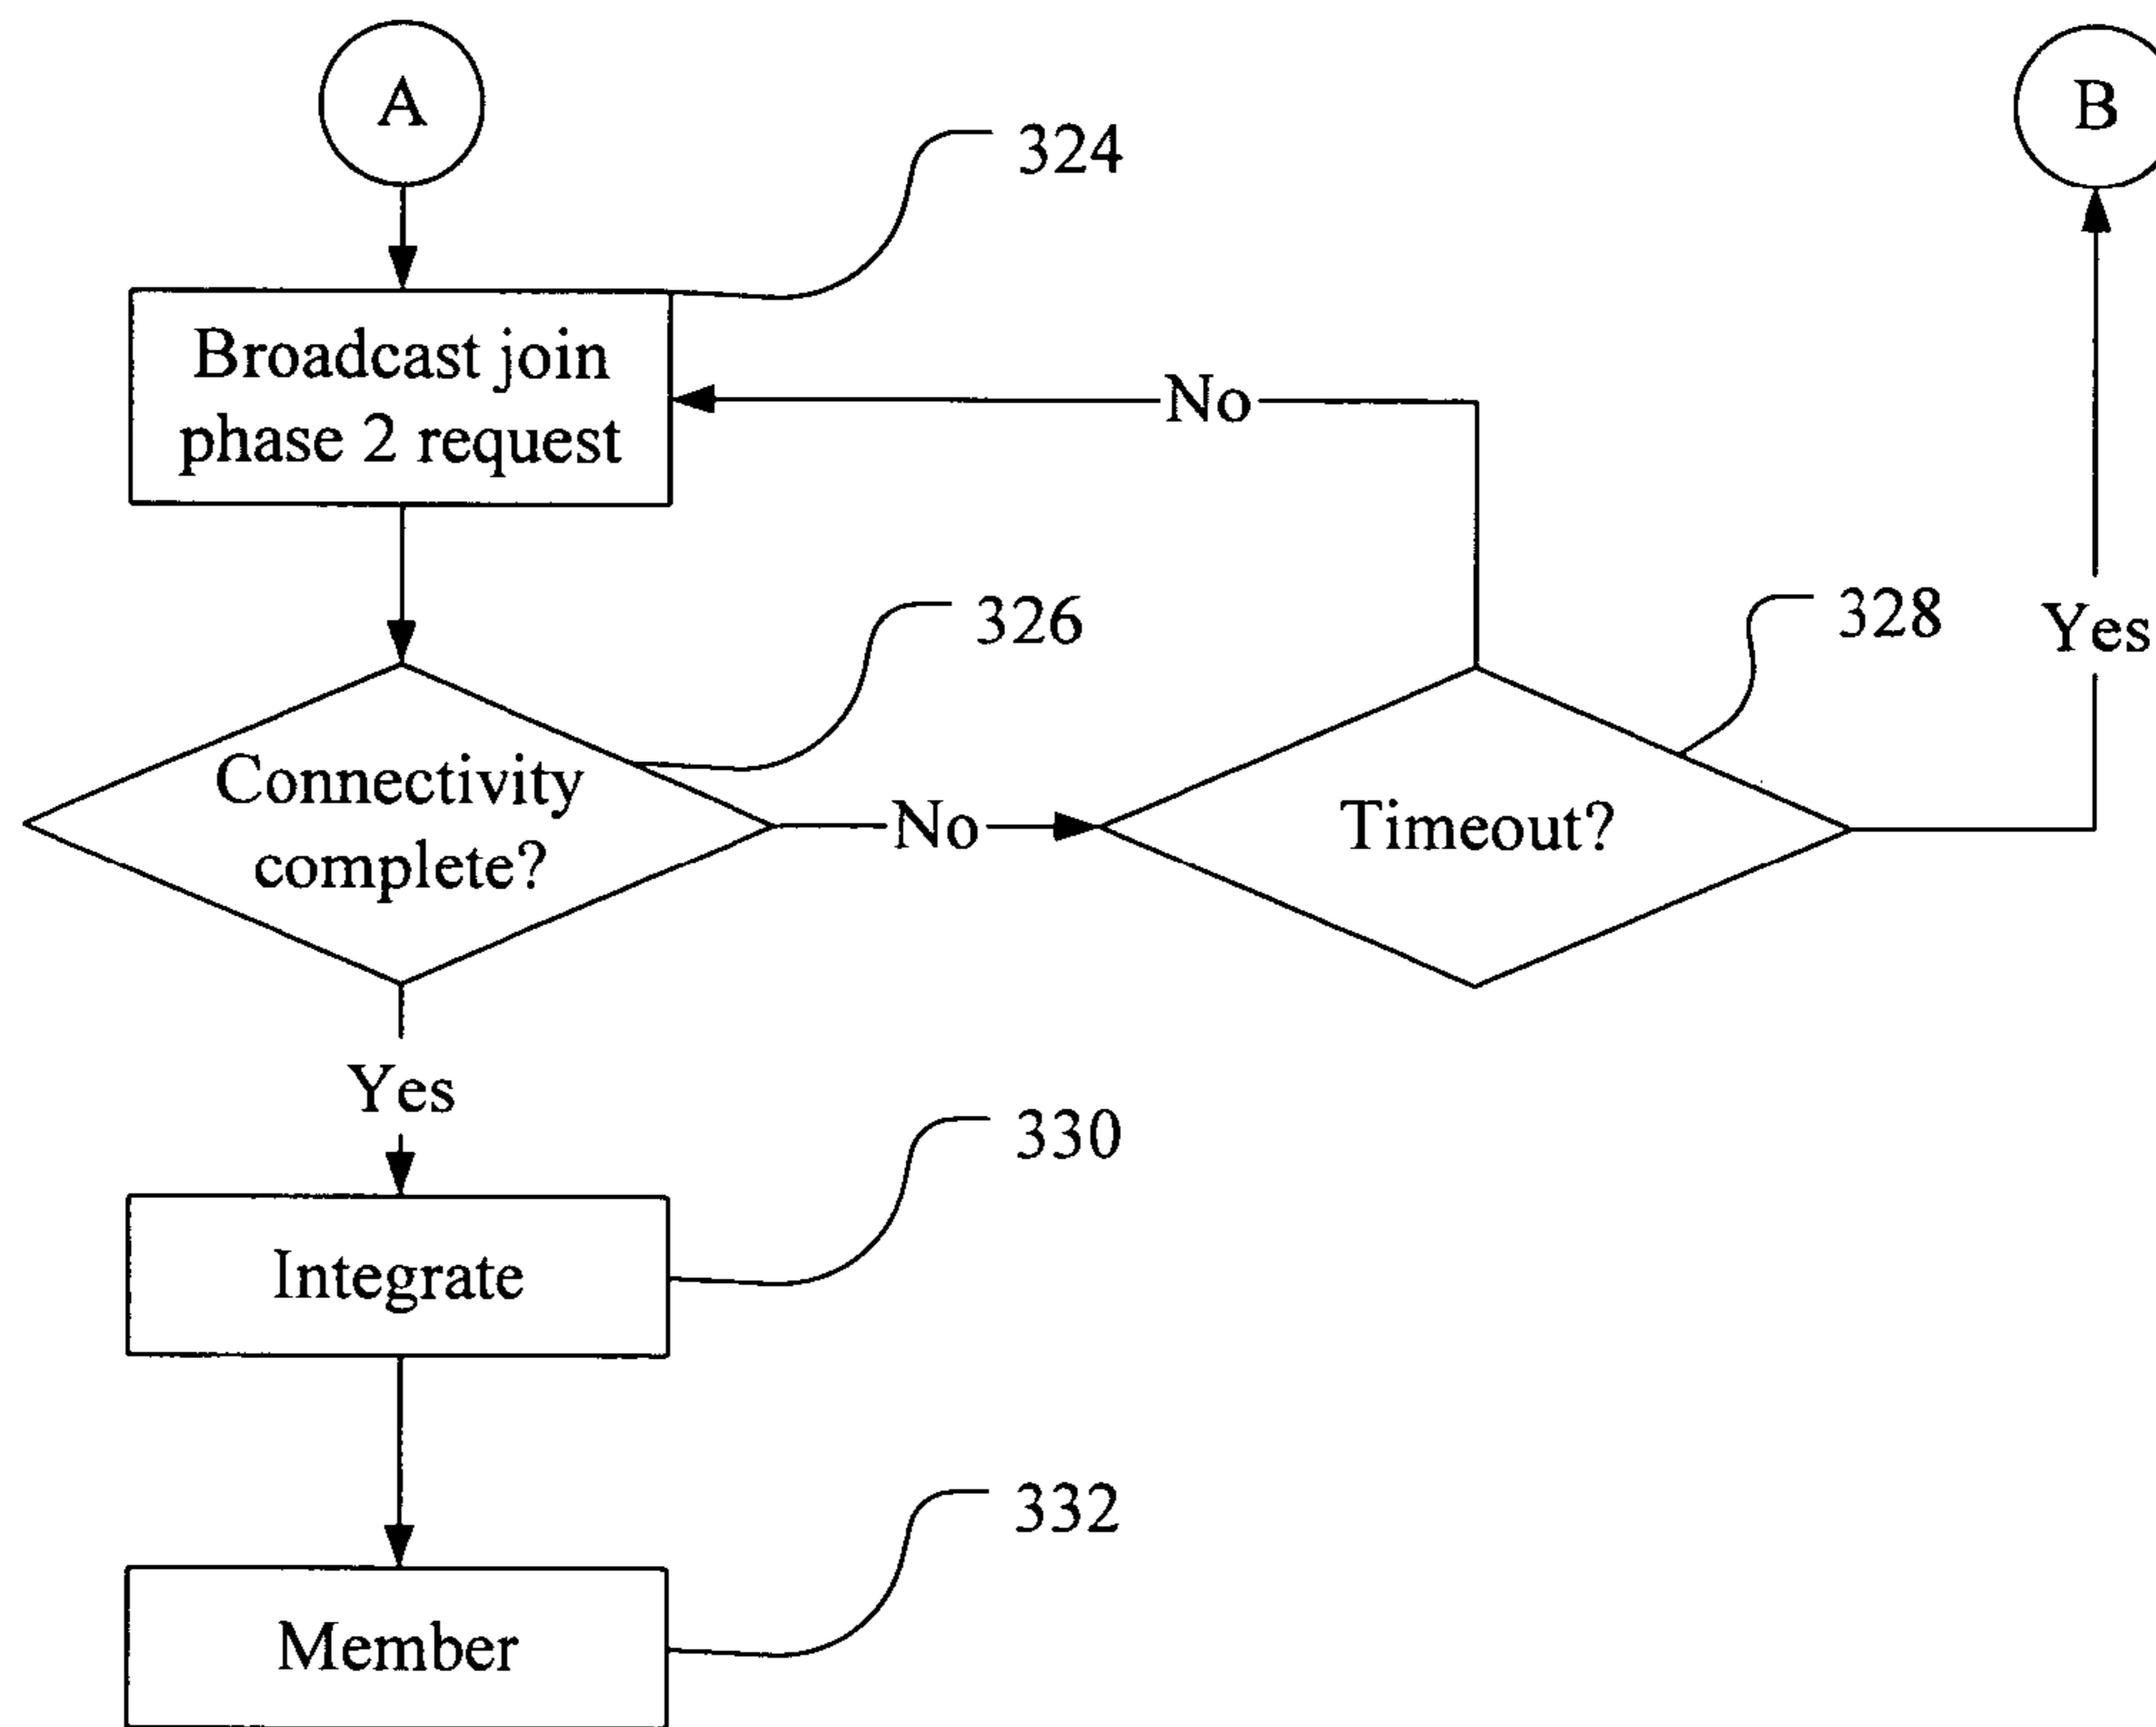 A
B
324
Broadcast join
phase 2 request
No
326
328
Yes
Connectivity
complete?
No
Timeout?
Yes
330
Integrate
332
Member